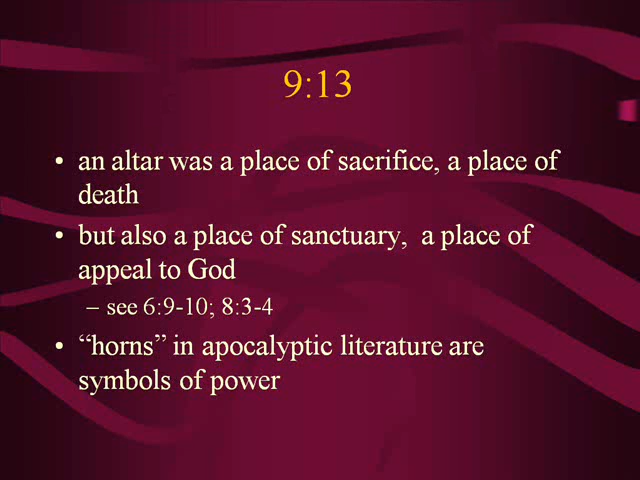 9:13
• an altar was a place of sacrifice, a place of
death
• but also a place of sanctuary,  a place of
appeal to God
– see 6:9-10; 8:3-4
• “horns” in apocalyptic literature are
symbols of power